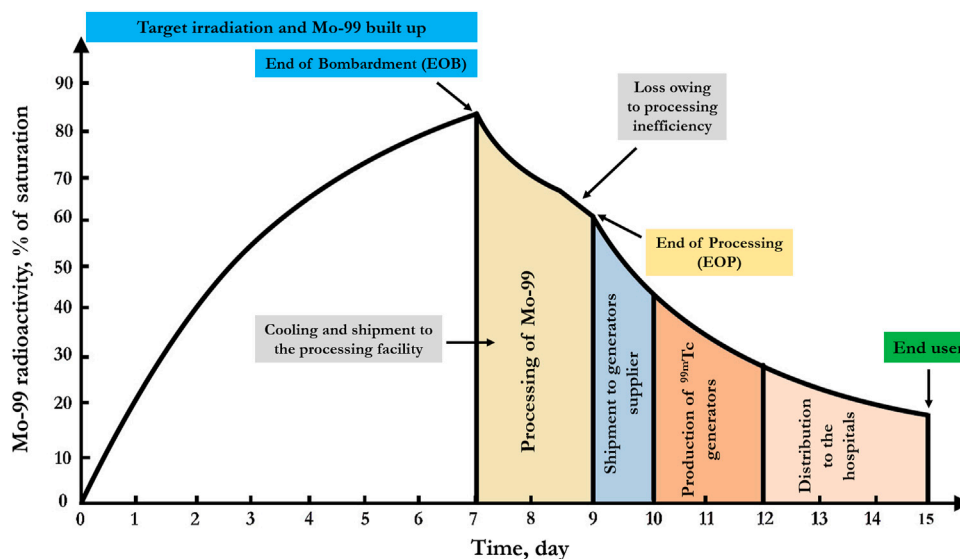 Target irradiation and Mo-99 built up
End of Bombardment (EOB)
Loss owing
to processing
inefficiency
End of Processing
(EOP)
Cooling and shipment to
the processing facility
End user
Processing of Mo-99
Shipment to generators
supplier
Production of ⁹⁹ᵐTc
generators
Distribution
to the
hospitals
Mo-99 radioactivity, % of saturation
90
80
70
60
50
40
30
20
10
0
0 1 2 3 4 5 6 7 8 9 10 11 12 13 14 15
Time, day